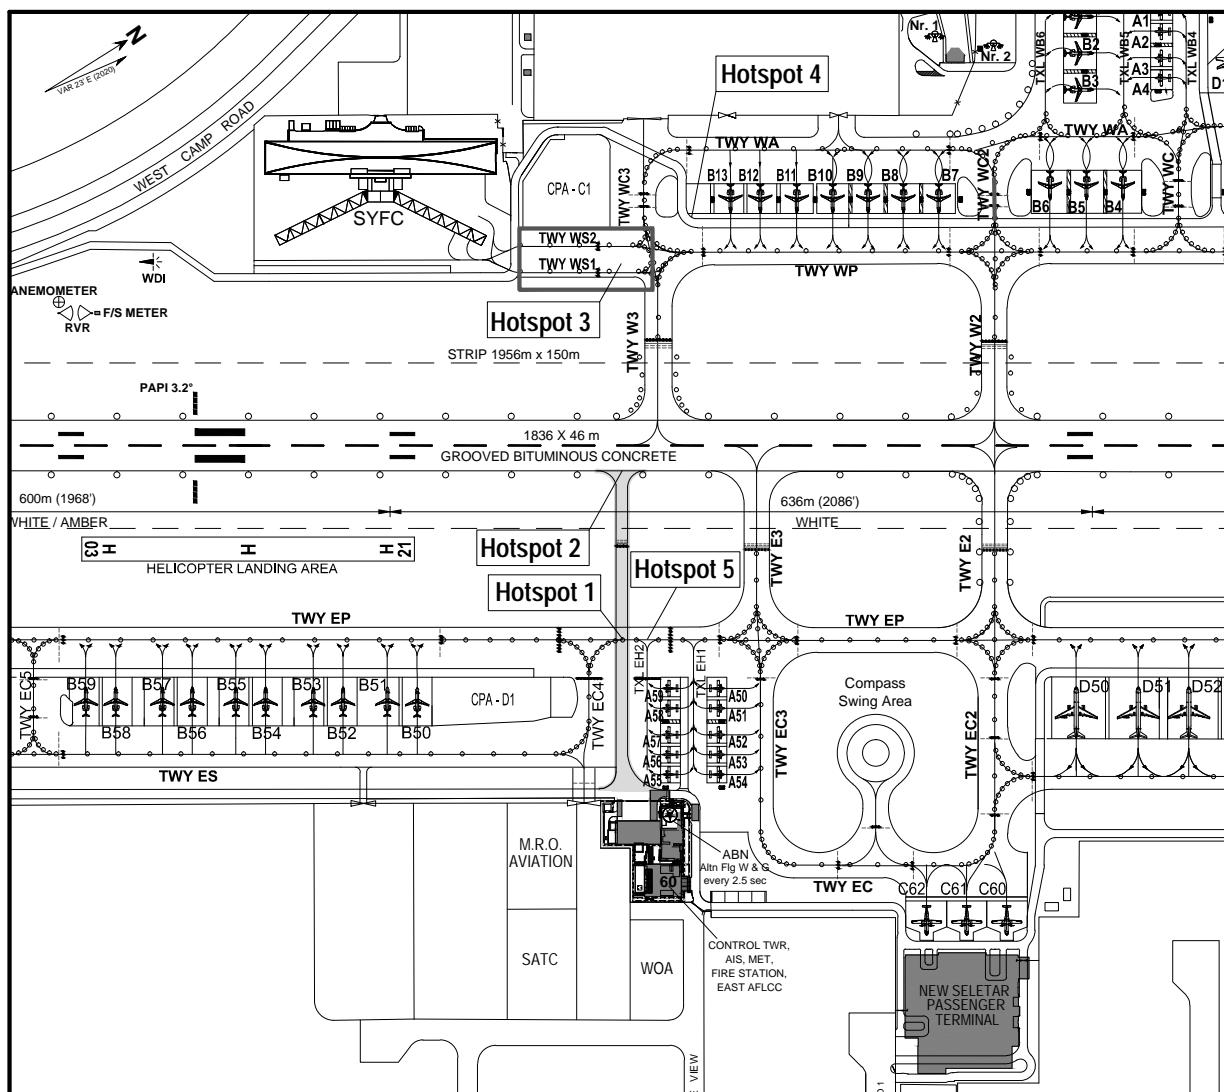 N
VAR 23' E (2020)
WEST CAMP ROAD
Nr. 1
Nr. 2
Hotspot 4
TXL WB6
TXL WB5
TXL WB4
B2
B3
A1
A2
A3
A4
TWY WA
TWY WA
SYFC
CPA - C1
TWY WC3
B13
B12
B11
B10
B9
B8
B7
TWY WC2
B6
B5
B4
TWY WC
TWY WS2
TWY WS1
TWY WP
WDI
ANEMOMETER
F/S METER
RVR
Hotspot 3
TWY W3
TWY W2
STRIP 1956m x 150m
PAPI 3.2°
1836 X 46 m
GROOVED BITUMINOUS CONCRETE
600m (1968')
636m (2086')
WHITE / AMBER
WHITE
03 H H H 21
HELICOPTER LANDING AREA
Hotspot 2
Hotspot 5
Hotspot 1
TWY E3
TWY E2
TWY EP
TWY EP
TWY EC5
B59
B57
B55
B53
B51
B58
B56
B54
B52
B50
CPA - D1
TWY EC4
TXL EH2
TXL EH1
A59
A58
A57
A56
A55
A50
A51
A52
A53
A54
TWY EC3
Compass
Swing Area
TWY EC2
D50
D51
D52
TWY ES
M.R.O.
AVIATION
ABN
Altn Flg W & G
every 2.5 sec
60
TWY EC
C62
C61
C60
SATC
WOA
CONTROL TWR,
AIS, MET,
FIRE STATION,
EAST AFLCC
NEW SELETAR
PASSENGER
TERMINAL
VIEW